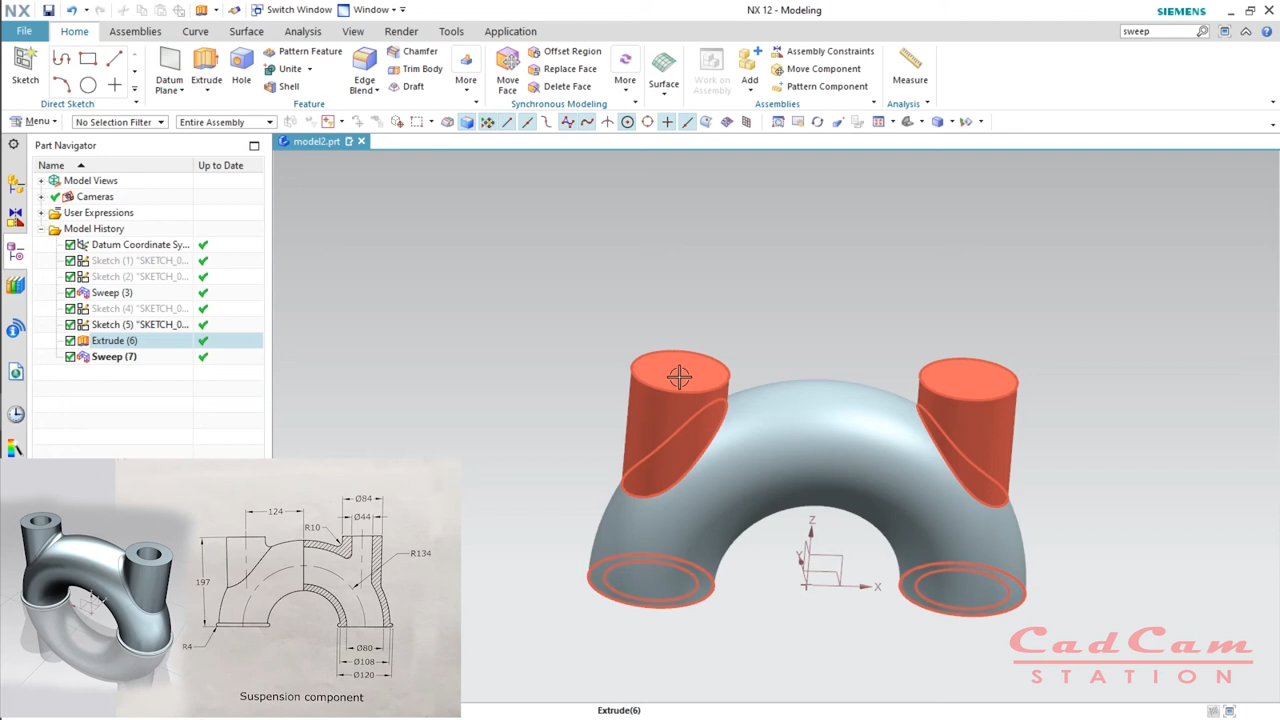 NX
Switch Window
Window
NX 12 - Modeling
SIEMENS
File
Home
Assemblies
Curve
Surface
Analysis
View
Render
Tools
Application
sweep
Sketch
Direct Sketch
Datum Plane
Extrude
Hole
Pattern Feature
Unite
Shell
Edge Blend
Chamfer
Trim Body
Draft
More
Feature
Move Face
Offset Region
Replace Face
Delete Face
More
Synchronous Modeling
Surface
Work on Assembly
Add
Assembly Constraints
Move Component
Pattern Component
Assemblies
Measure
Analysis
Menu
No Selection Filter
Entire Assembly
Part Navigator
model2.prt
Name
Up to Date
Model Views
Cameras
User Expressions
Model History
Datum Coordinate Sy...
Sketch (1) "SKETCH_0...
Sketch (2) "SKETCH_0...
Sweep (3)
Sketch (4) "SKETCH_0...
Sketch (5) "SKETCH_0...
Extrude (6)
Sweep (7)
Z
Y
X
Ø84
124
Ø44
R10
R134
197
R4
Ø80
Ø108
Ø120
Suspension component
CadCam
STATION
Extrude(6)